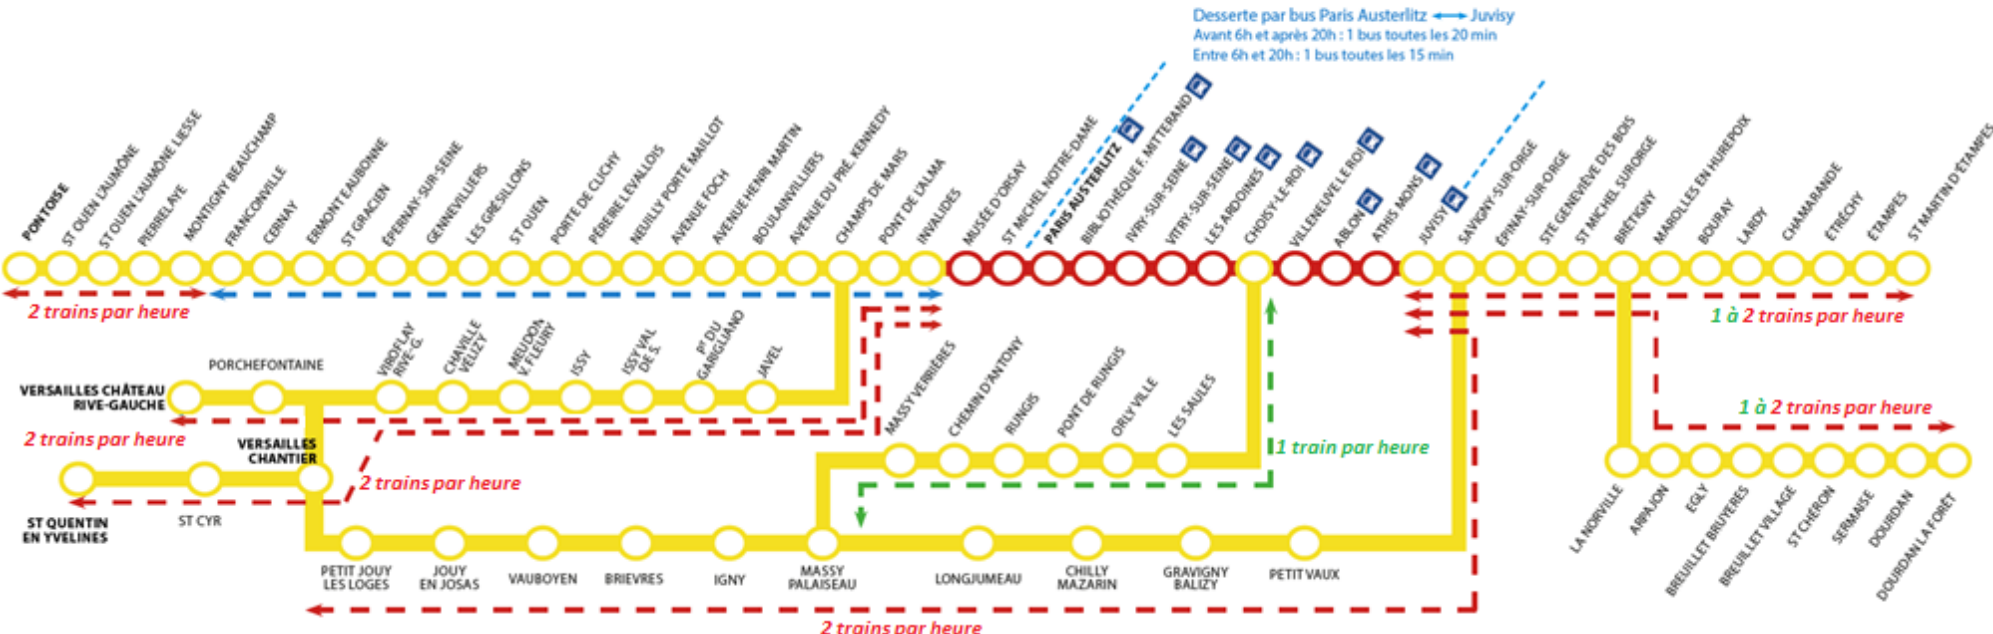 Desserte par bus Paris Austerlitz Juvisy
Avant 6h et après 20h : 1 bus toutes les 20 min
Entre 6h et 20h : 1 bus toutes les 15 min
PONTOISE
ST OUEN L'AUMÔNE
ST OUEN L'AUMÔNE LIESSE
PIERRELAYE
MONTIGNY BEAUCHAMP
FRANCONVILLE
CERNAY
ERMONT EAUBONNE
ST GRACIEN
ÉPERNAY-SUR-SEINE
GENNEVILLIERS
LES GRÉSILLONS
ST OUEN
PORTE DE CLICHY
PÉREIRE LEVALLOIS
NEUILLY PORTE MAILLOT
AVENUE FOCH
AVENUE HENRI MARTIN
BOULAINVILLIERS
AVENUE DU PRÉ. KENNEDY
CHAMPS DE MARS
PONT DE L'ALMA
INVALIDES
MUSÉE D'ORSAY
ST MICHEL NOTRE-DAME
PARIS AUSTERLITZ
BIBLIOTHÈQUE F. MITTERAND
IVRY-SUR-SEINE
VITRY-SUR-SEINE
LES ARDOINES
CHOISY-LE-ROI
VILLENEUVE LE ROI
ABLON
ATHIS MONS
JUVISY
SAVIGNY-SUR-ORGE
ÉPINAY-SUR-ORGE
STE GENEVIÈVE DES BOIS
ST MICHEL SURORGE
BRÉTIGNY
MAROLLES EN HUREPOIX
BOURAY
LARDY
CHAMARANDE
ÉTRÉCHY
ÉTAMPES
ST MARTIN D'ÉTAMPES
2 trains par heure
1 à 2 trains par heure
PORCHEFONTAINE
VIROFLAY
RIVE-G.
CHAVILLE
VÉLIZY
MEUDON
V. FLEURY
ISSY
ISSY VAL
DE S.
PT DU
GARIGLIANO
JAVEL
VERSAILLES CHÂTEAU
RIVE-GAUCHE
2 trains par heure
MASSY VERRIÈRES
CHEMIN D'ANTONY
RUNGIS
PONT DE RUNGIS
ORLY VILLE
LES SAULES
1 train par heure
1 à 2 trains par heure
VERSAILLES
CHANTIER
2 trains par heure
ST QUENTIN
EN YVELINES
ST CYR
LA NORVILLE
ARPAJON
EGLY
BREUILLET BRUYERES
BREUILLET VILLAGE
ST CHÉRON
SERMAISE
DOURDAN
DOURDAN LA FORÊT
PETIT JOUY
LES LOGES
JOUY
EN JOSAS
VAUBOYEN
BRIEVRES
IGNY
MASSY
PALAISEAU
LONGJUMEAU
CHILLY
MAZARIN
GRAVIGNY
BALIZY
PETIT VAUX
2 trains par heure